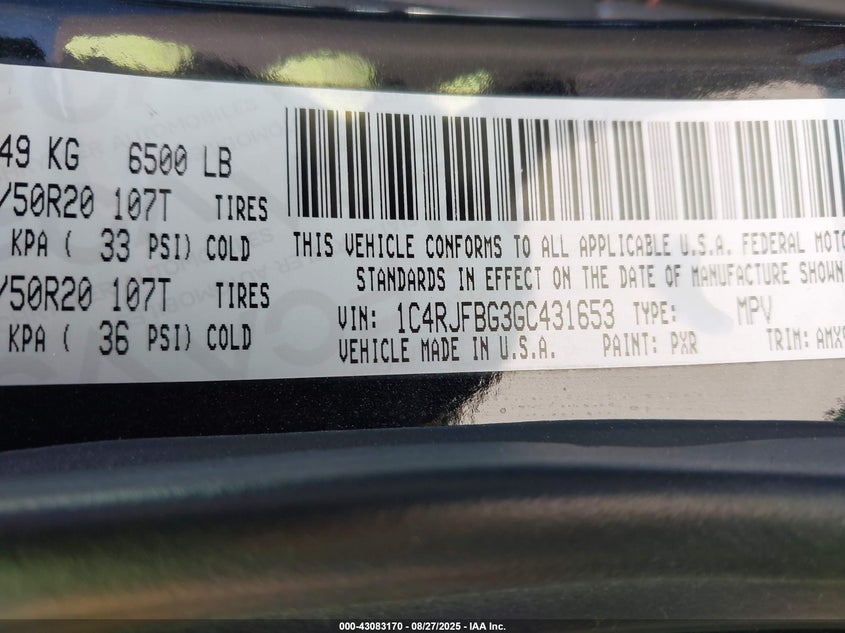 49 KG 6500 LB
/50R20 107T TIRES
KPA ( 33 PSI) COLD
/50R20 107T TIRES
KPA ( 36 PSI) COLD
THIS VEHICLE CONFORMS TO ALL APPLICABLE U.S.A. FEDERAL MOTO
STANDARDS IN EFFECT ON THE DATE OF MANUFACTURE SHOWN
VIN: 1C4RJFBG3GC431653 TYPE: MPV
VEHICLE MADE IN U.S.A. PAINT: PXR TRIM: AMX9
000-43083170 - 08/27/2025 - IAA Inc.